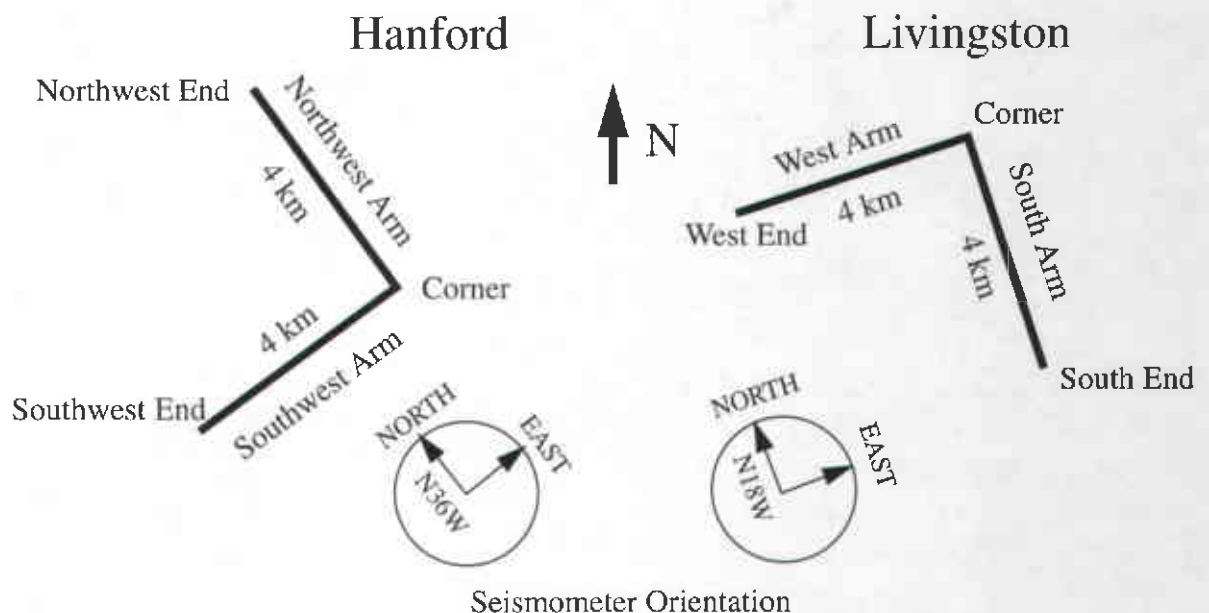 Hanford
Northwest End
Northwest Arm
4 km
Corner
4 km
Southwest Arm
Southwest End
NORTH
EAST
N36W
N
Livingston
Corner
West Arm
4 km
West End
South Arm
4 km
South End
NORTH
EAST
N18W
Seismometer Orientation